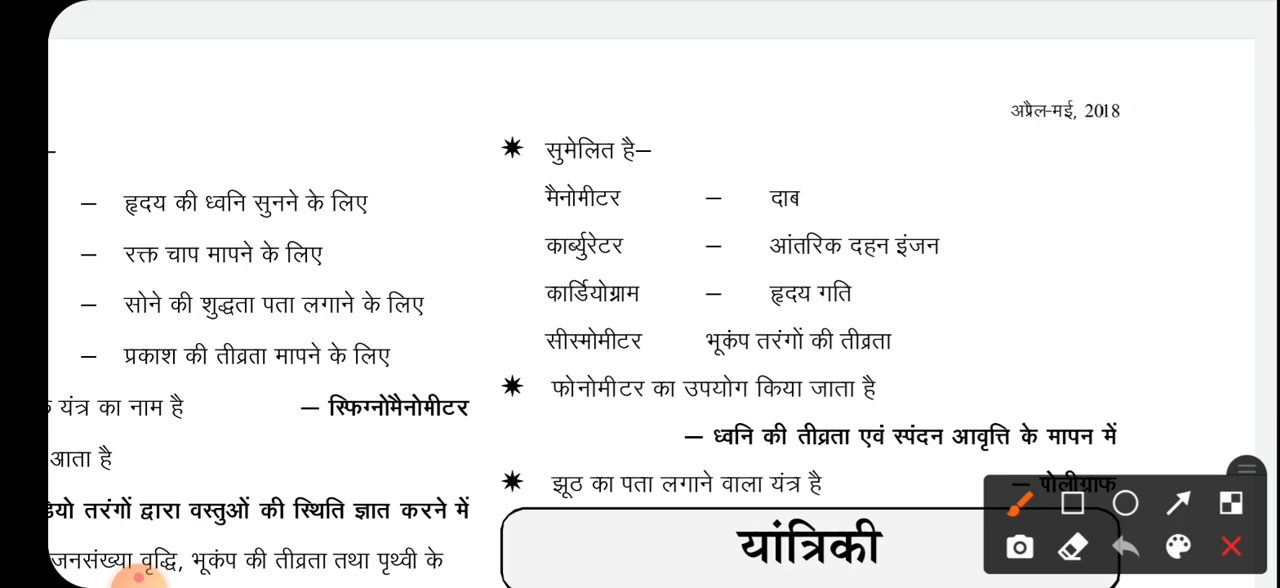 अप्रैल-मई, 2018
–
– हृदय की ध्वनि सुनने के लिए
– रक्त चाप मापने के लिए
– सोने की शुद्धता पता लगाने के लिए
– प्रकाश की तीव्रता मापने के लिए
यंत्र का नाम है – स्फिग्नोमैनोमीटर
आता है
तरंगों द्वारा वस्तुओं की स्थिति ज्ञात करने में
जनसंख्या वृद्धि, भूकंप की तीव्रता तथा पृथ्वी के
✷ सुमेलित है–
मैनोमीटर – दाब
कार्ब्युरेटर – आंतरिक दहन इंजन
कार्डियोग्राम – हृदय गति
सीस्मोमीटर भूकंप तरंगों की तीव्रता
✷ फोनोमीटर का उपयोग किया जाता है
– ध्वनि की तीव्रता एवं स्पंदन आवृत्ति के मापन में
✷ झूठ का पता लगाने वाला यंत्र है – पोलीग्राफ
यांत्रिकी